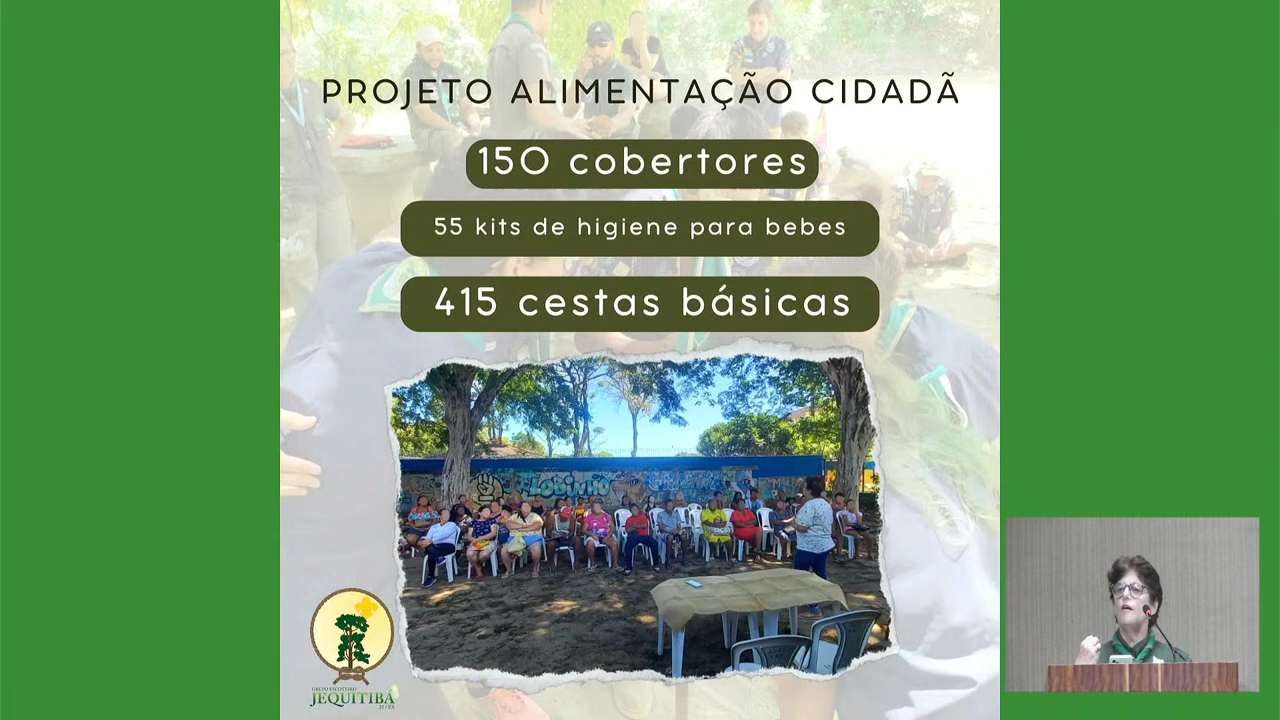 PROJETO ALIMENTAÇÃO CIDADÃ
150 cobertores
55 kits de higiene para bebes
415 cestas básicas
LOBINHO
GRUPO ESCOTEIRO
JEQUITIBÁ